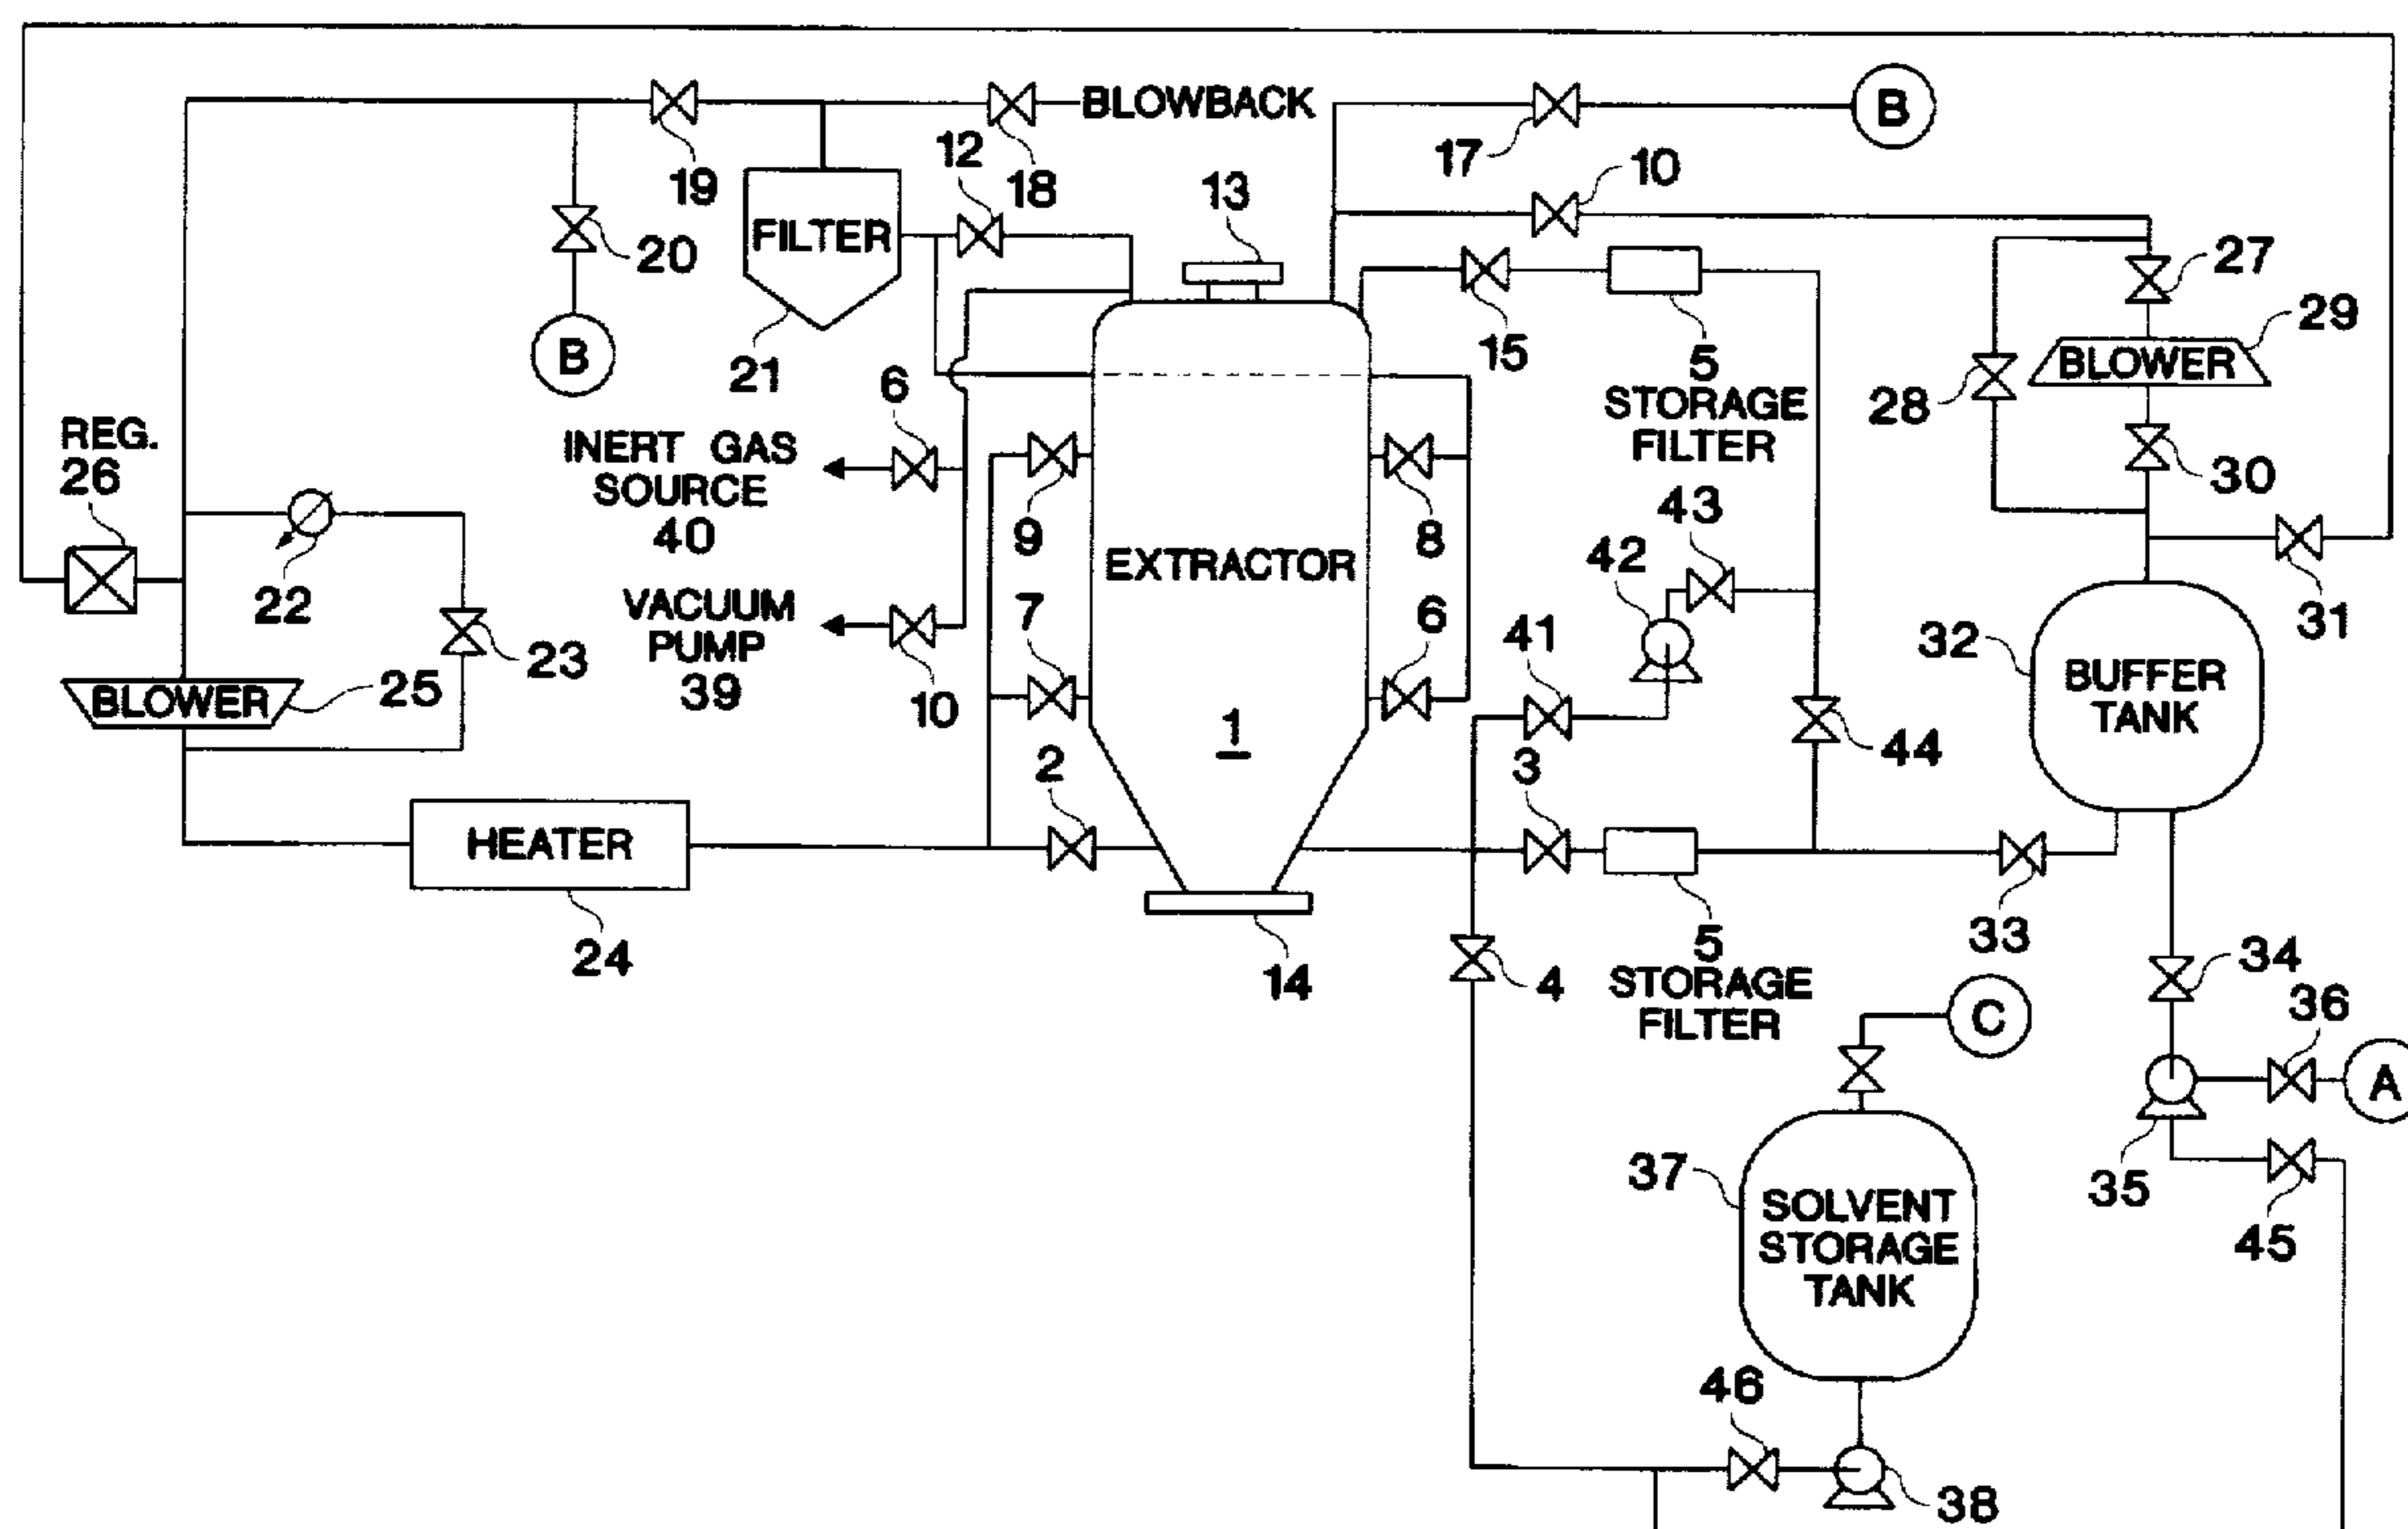 BLOWBACK
B
17
10
12
19
18
13
FILTER
20
27
29
B
21
6
15
5
STORAGE
FILTER
BLOWER
28
REG.
26
INERT GAS
SOURCE
40
9
8
43
30
22
EXTRACTOR
42
31
VACUUM
PUMP
39
7
6
41
32
BUFFER
TANK
23
BLOWER
25
10
1
44
2
3
HEATER
33
24
14
4
5
STORAGE
FILTER
34
C
36
A
37
SOLVENT
STORAGE
TANK
35
45
46
38